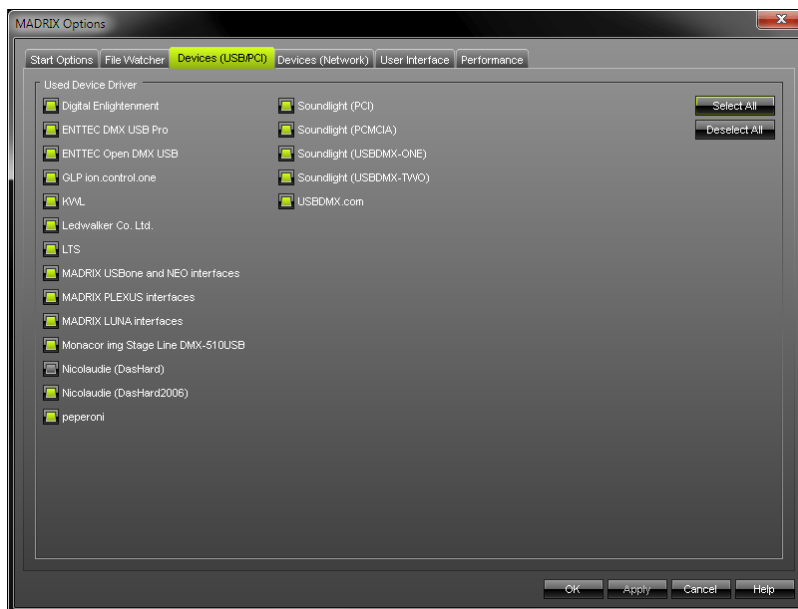 MADRIX Options
Start Options File Watcher Devices (USB/PCI) Devices (Network) User Interface Performance
Used Device Driver
Digital Enlightenment
ENTTEC DMX USB Pro
ENTTEC Open DMX USB
GLP ion.control.one
KWL
Ledwalker Co. Ltd.
LTS
MADRIX USBone and NEO interfaces
MADRIX PLEXUS interfaces
MADRIX LUNA interfaces
Monacor img Stage Line DMX-510USB
Nicolaudie (DasHard)
Nicolaudie (DasHard2006)
peperoni
Soundlight (PCI)
Soundlight (PCMCIA)
Soundlight (USBDMX-ONE)
Soundlight (USBDMX-TWO)
USBDMX.com
Select All
Deselect All
OK Apply Cancel Help